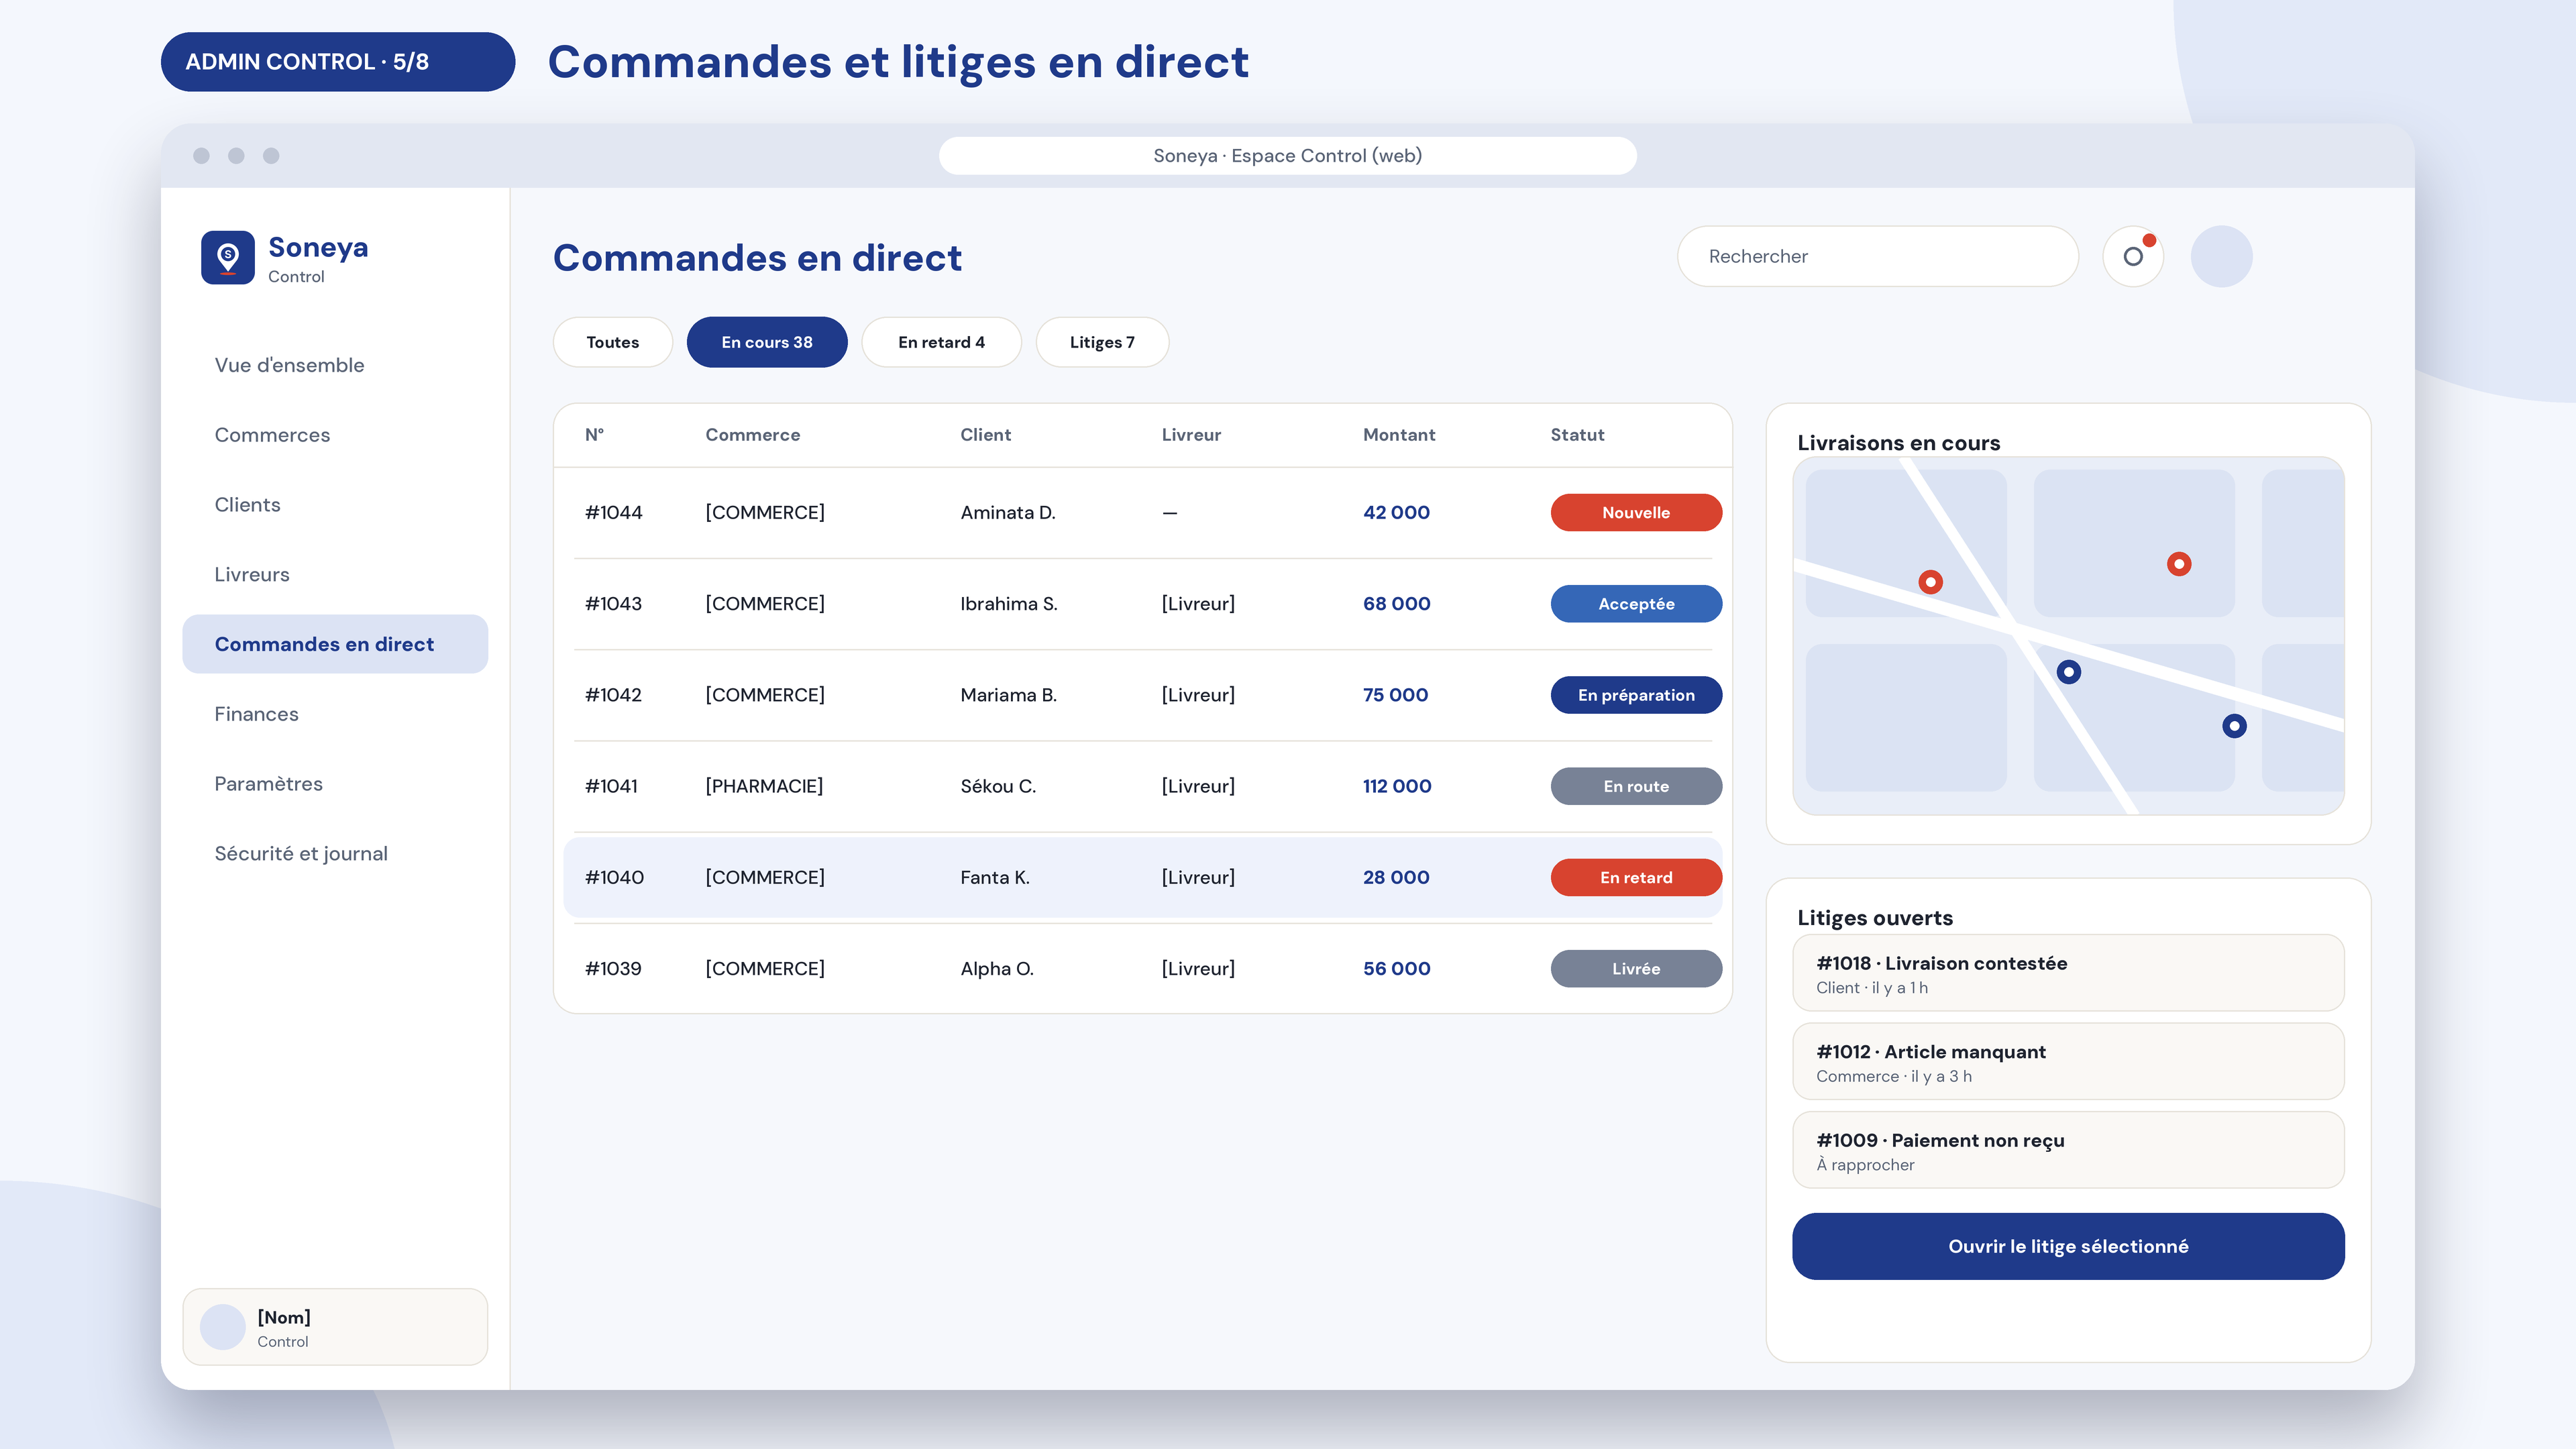 ADMIN CONTROL · 5/8
Commandes et litiges en direct
Soneya · Espace Control (web)
S
Soneya
Control
Vue d'ensemble
Commerces
Clients
Livreurs
Commandes en direct
Finances
Paramètres
Sécurité et journal
[Nom]
Control
Commandes en direct
Rechercher
Toutes
En cours 38
En retard 4
Litiges 7
N° Commerce Client Livreur Montant Statut
#1044 [COMMERCE] Aminata D. — 42 000 Nouvelle
#1043 [COMMERCE] Ibrahima S. [Livreur] 68 000 Acceptée
#1042 [COMMERCE] Mariama B. [Livreur] 75 000 En préparation
#1041 [PHARMACIE] Sékou C. [Livreur] 112 000 En route
#1040 [COMMERCE] Fanta K. [Livreur] 28 000 En retard
#1039 [COMMERCE] Alpha O. [Livreur] 56 000 Livrée
Livraisons en cours
Litiges ouverts
#1018 · Livraison contestée
Client · il y a 1 h
#1012 · Article manquant
Commerce · il y a 3 h
#1009 · Paiement non reçu
À rapprocher
Ouvrir le litige sélectionné